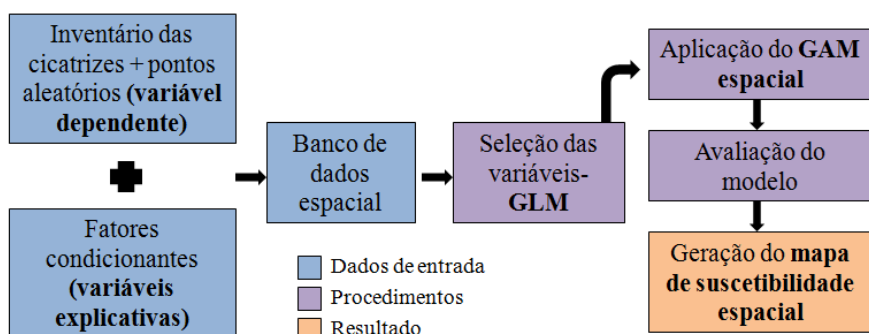 Inventário das
cicatrizes + pontos
aleatórios (variável
dependente)
Fatores
condicionantes
(variáveis
explicativas)
Banco de
dados
espacial
Seleção das
variáveis-
GLM
Aplicação do GAM
espacial
Avaliação do
modelo
Geração do mapa
de suscetibilidade
espacial
Dados de entrada
Procedimentos
Resultado